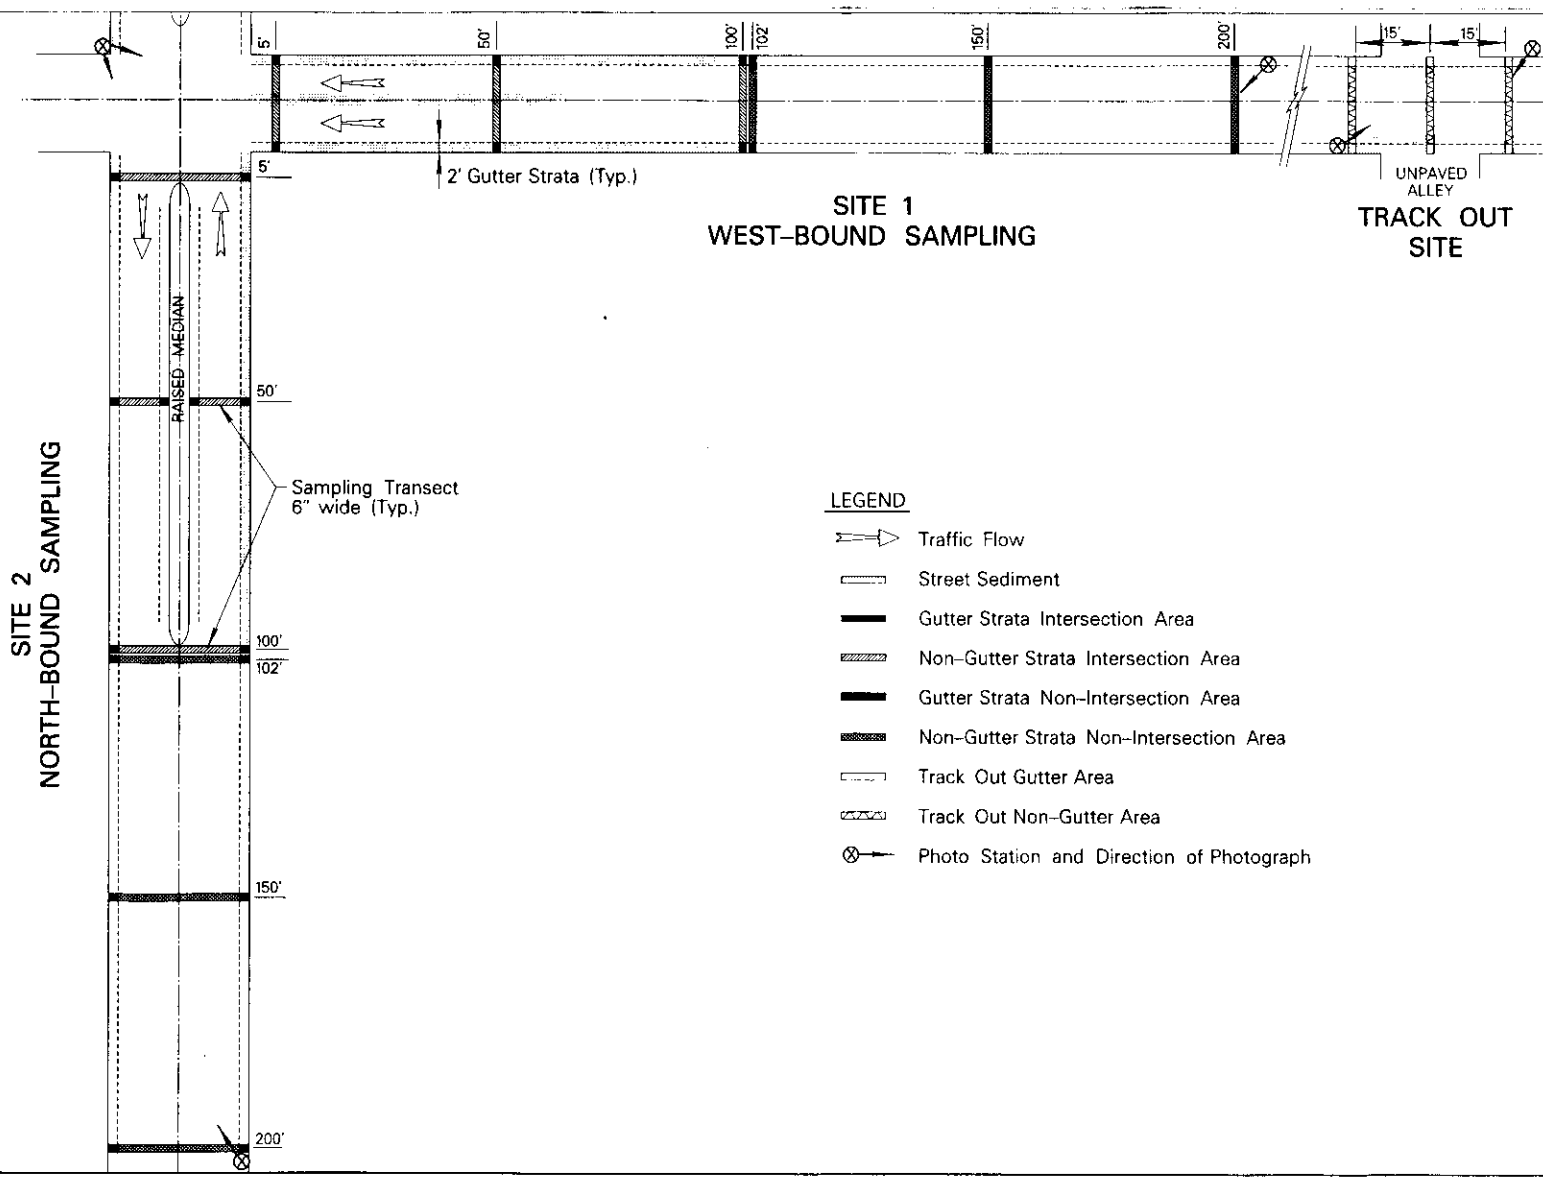 5'
50'
100'
102'
150'
200'
15'
15'
5'
2' Gutter Strata (Typ.)
UNPAVED
ALLEY
SITE 1
WEST–BOUND SAMPLING
TRACK OUT
SITE
RAISED MEDIAN
50'
Sampling Transect
6" wide (Typ.)
SITE 2
NORTH–BOUND SAMPLING
100'
102'
150'
200'
LEGEND
Traffic Flow
Street Sediment
Gutter Strata Intersection Area
Non–Gutter Strata Intersection Area
Gutter Strata Non–Intersection Area
Non–Gutter Strata Non–Intersection Area
Track Out Gutter Area
Track Out Non–Gutter Area
Photo Station and Direction of Photograph